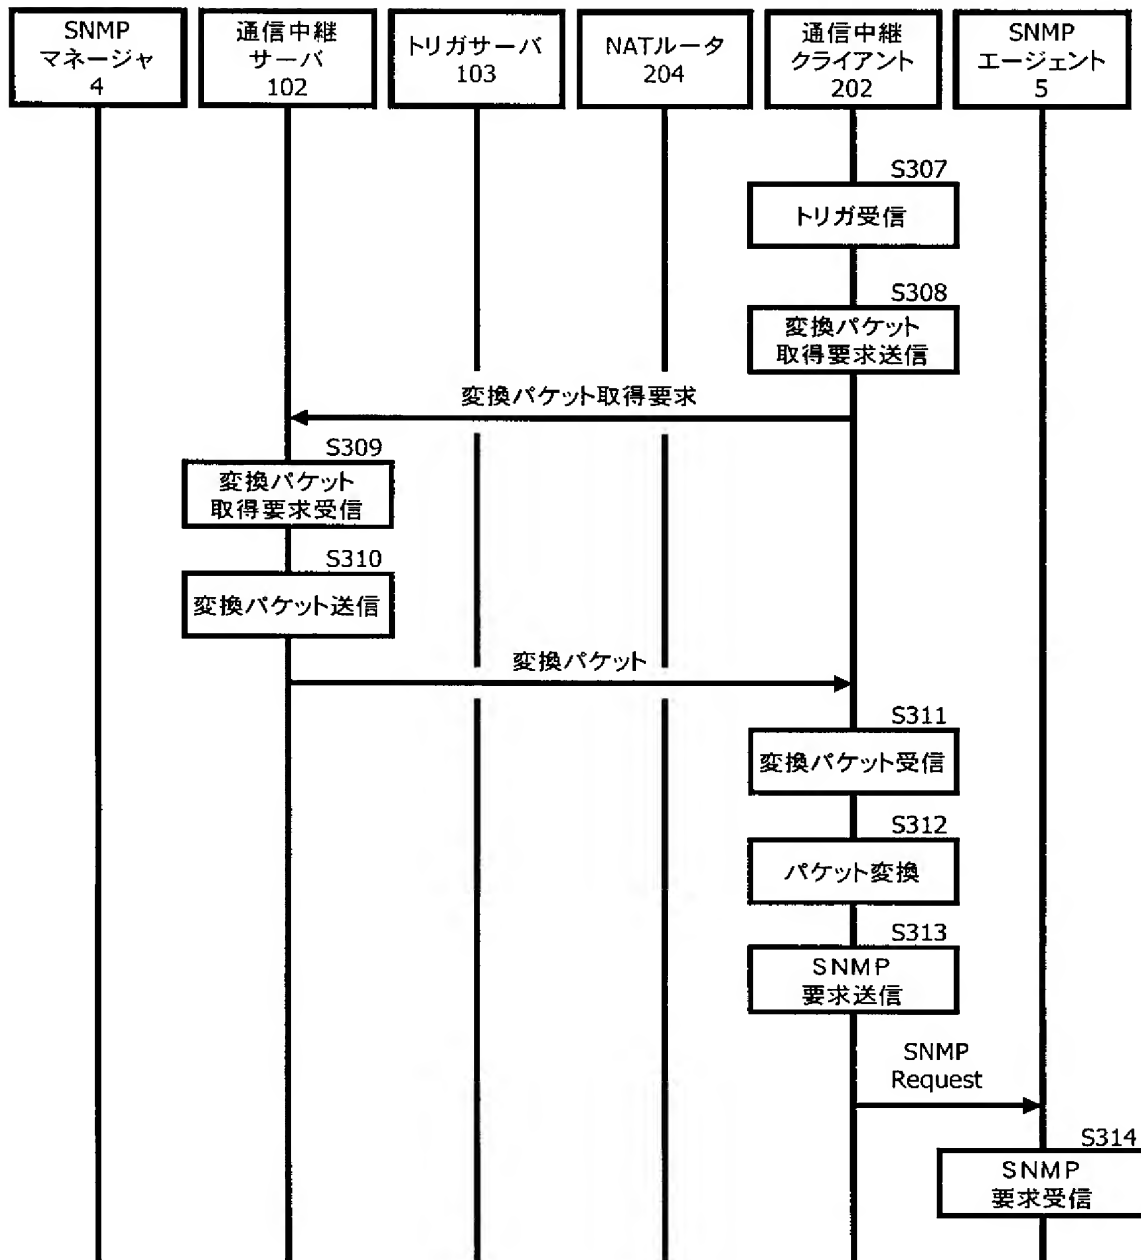 SNMP
マネージャ
4
通信中継
サーバ
102
トリガサーバ
103
NATルータ
204
通信中継
クライアント
202
SNMP
エージェント
5
S307
トリガ受信
S308
変換パケット
取得要求送信
変換パケット取得要求
S309
変換パケット
取得要求受信
S310
変換パケット送信
変換パケット
S311
変換パケット受信
S312
パケット変換
S313
SNMP
要求送信
SNMP
Request
S314
SNMP
要求受信